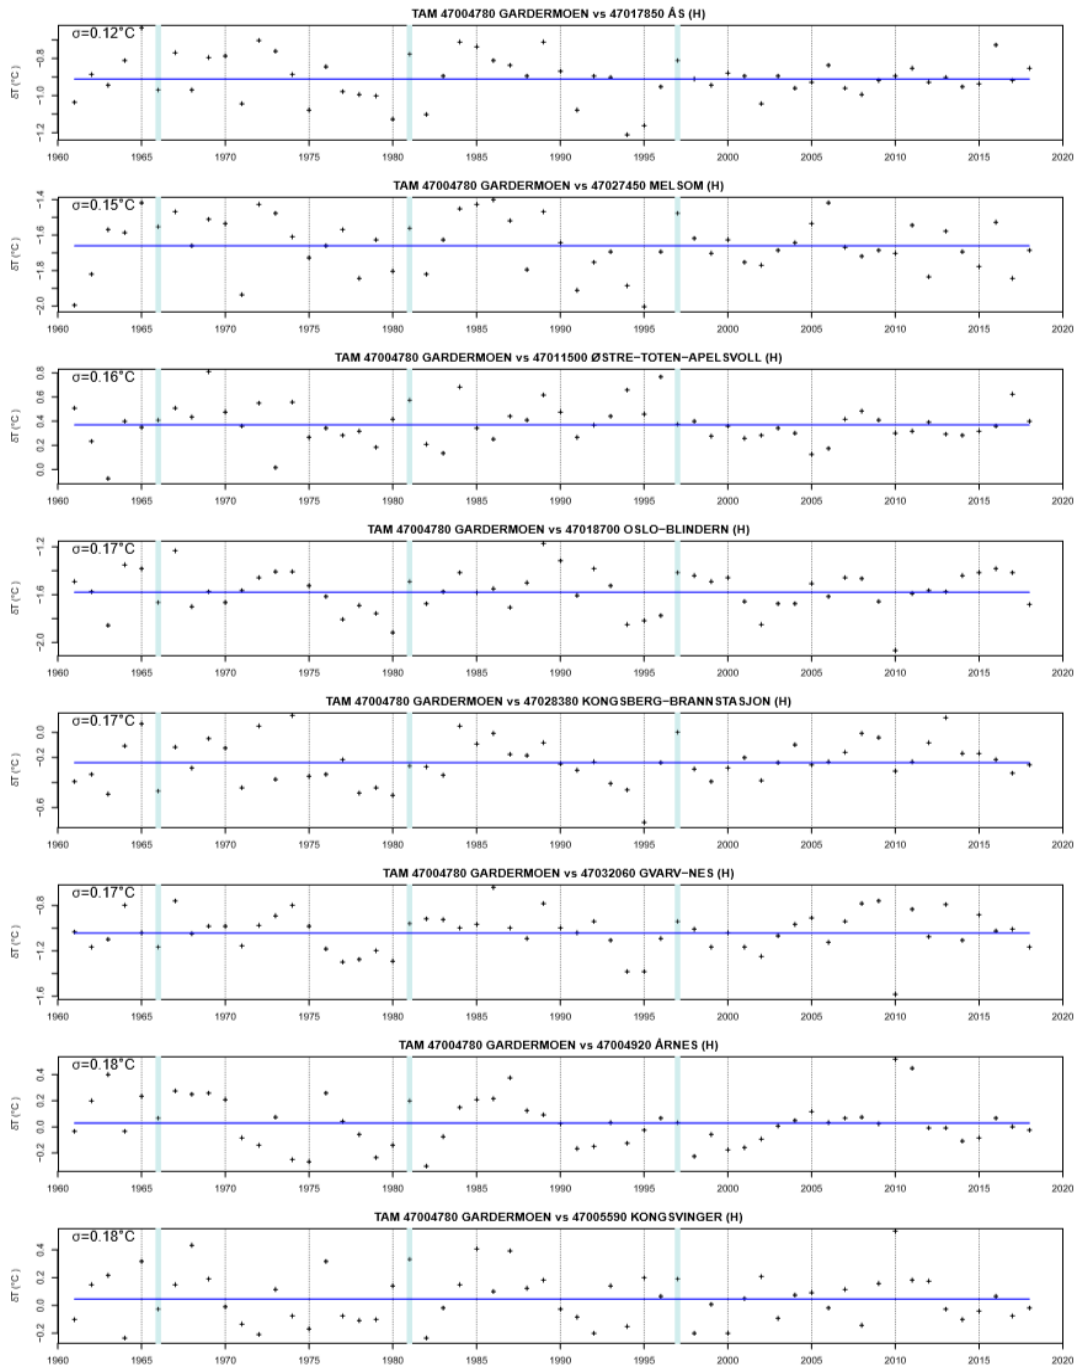 TAM 47004780 GARDERMOEN vs 47017850 ÅS (H)
σ=0.12°C
δT (°C )
−0.8
−1.0
−1.2
1960 1965 1970 1975 1980 1985 1990 1995 2000 2005 2010 2015 2020
TAM 47004780 GARDERMOEN vs 47027450 MELSOM (H)
σ=0.15°C
δT (°C )
−1.4
−1.6
−1.8
−2.0
1960 1965 1970 1975 1980 1985 1990 1995 2000 2005 2010 2015 2020
TAM 47004780 GARDERMOEN vs 47011500 ØSTRE−TOTEN−APELSVOLL (H)
σ=0.16°C
δT (°C )
0.8
0.6
0.4
0.2
0.0
1960 1965 1970 1975 1980 1985 1990 1995 2000 2005 2010 2015 2020
TAM 47004780 GARDERMOEN vs 47018700 OSLO−BLINDERN (H)
σ=0.17°C
δT (°C )
−1.2
−1.6
−2.0
1960 1965 1970 1975 1980 1985 1990 1995 2000 2005 2010 2015 2020
TAM 47004780 GARDERMOEN vs 47028380 KONGSBERG−BRANNSTASJON (H)
σ=0.17°C
δT (°C )
0.0
−0.2
−0.6
1960 1965 1970 1975 1980 1985 1990 1995 2000 2005 2010 2015 2020
TAM 47004780 GARDERMOEN vs 47032060 GVARV−NES (H)
σ=0.17°C
δT (°C )
−0.8
−1.2
−1.6
1960 1965 1970 1975 1980 1985 1990 1995 2000 2005 2010 2015 2020
TAM 47004780 GARDERMOEN vs 47004920 ÅRNES (H)
σ=0.18°C
δT (°C )
0.4
0.2
0.0
−0.2
1960 1965 1970 1975 1980 1985 1990 1995 2000 2005 2010 2015 2020
TAM 47004780 GARDERMOEN vs 47005590 KONGSVINGER (H)
σ=0.18°C
δT (°C )
0.4
0.2
0.0
−0.2
1960 1965 1970 1975 1980 1985 1990 1995 2000 2005 2010 2015 2020